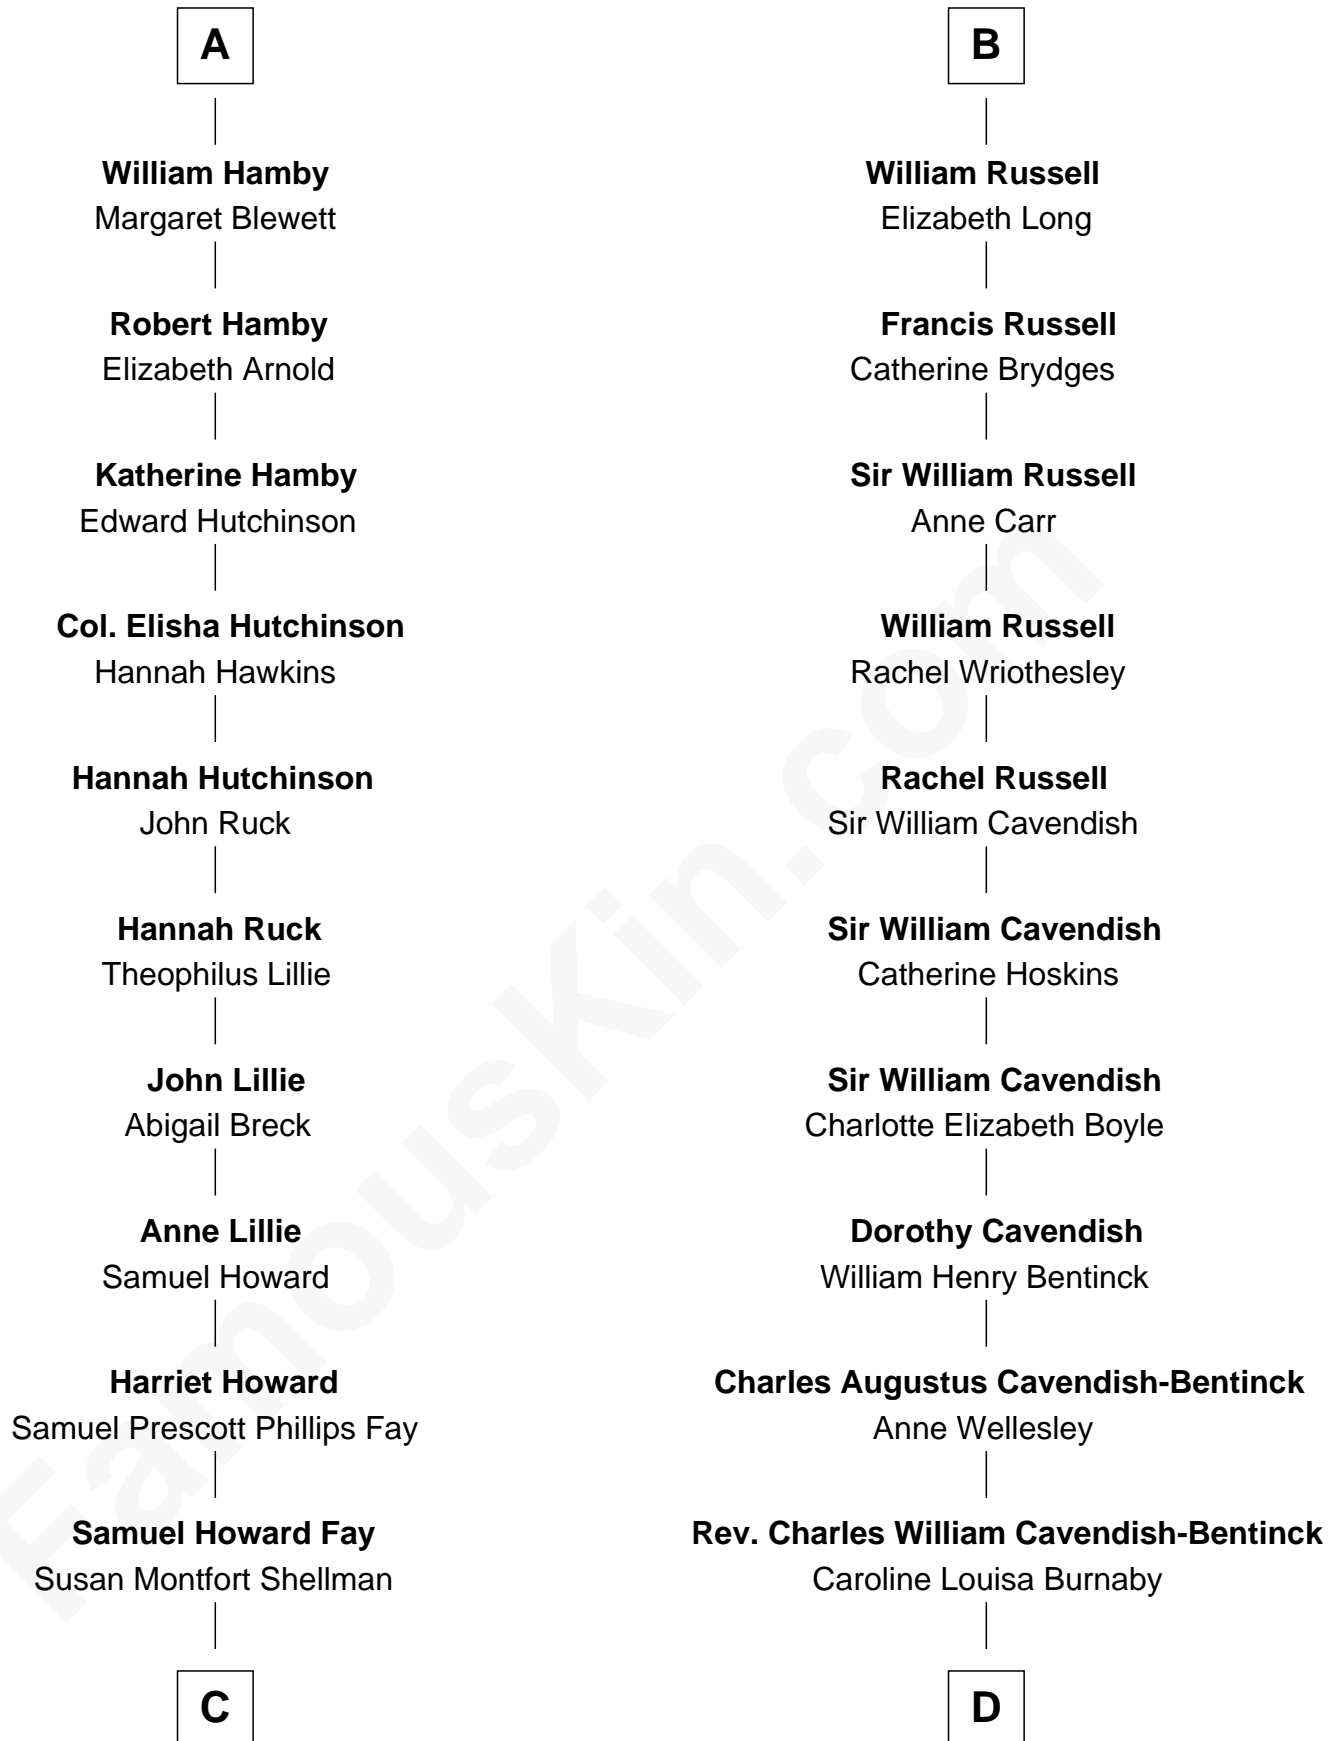 A
William Hamby
Margaret Blewett
Robert Hamby
Elizabeth Arnold
Katherine Hamby
Edward Hutchinson
Col. Elisha Hutchinson
Hannah Hawkins
Hannah Hutchinson
John Ruck
Hannah Ruck
Theophilus Lillie
John Lillie
Abigail Breck
Anne Lillie
Samuel Howard
Harriet Howard
Samuel Prescott Phillips Fay
Samuel Howard Fay
Susan Montfort Shellman
C
B
William Russell
Elizabeth Long
Francis Russell
Catherine Brydges
Sir William Russell
Anne Carr
William Russell
Rachel Wriothesley
Rachel Russell
Sir William Cavendish
Sir William Cavendish
Catherine Hoskins
Sir William Cavendish
Charlotte Elizabeth Boyle
Dorothy Cavendish
William Henry Bentinck
Charles Augustus Cavendish-Bentinck
Anne Wellesley
Rev. Charles William Cavendish-Bentinck
Caroline Louisa Burnaby
D
FamousKin.com